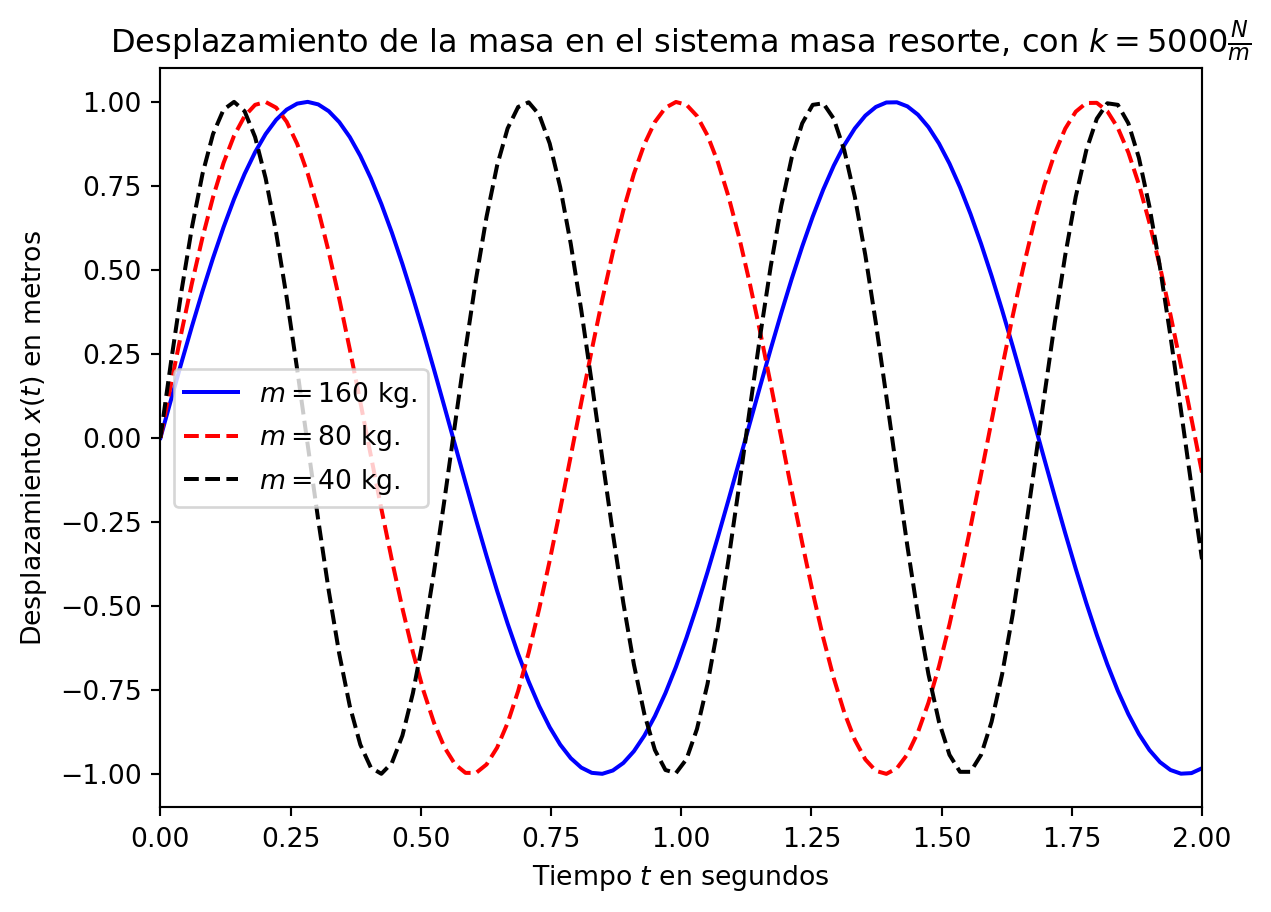 Desplazamiento de la masa en el sistema masa resorte, con k = 5000 N/m
Desplazamiento x(t) en metros
1.00
0.75
0.50
0.25
0.00
−0.25
−0.50
−0.75
−1.00
m = 160 kg.
m = 80 kg.
m = 40 kg.
0.00 0.25 0.50 0.75 1.00 1.25 1.50 1.75 2.00
Tiempo t en segundos